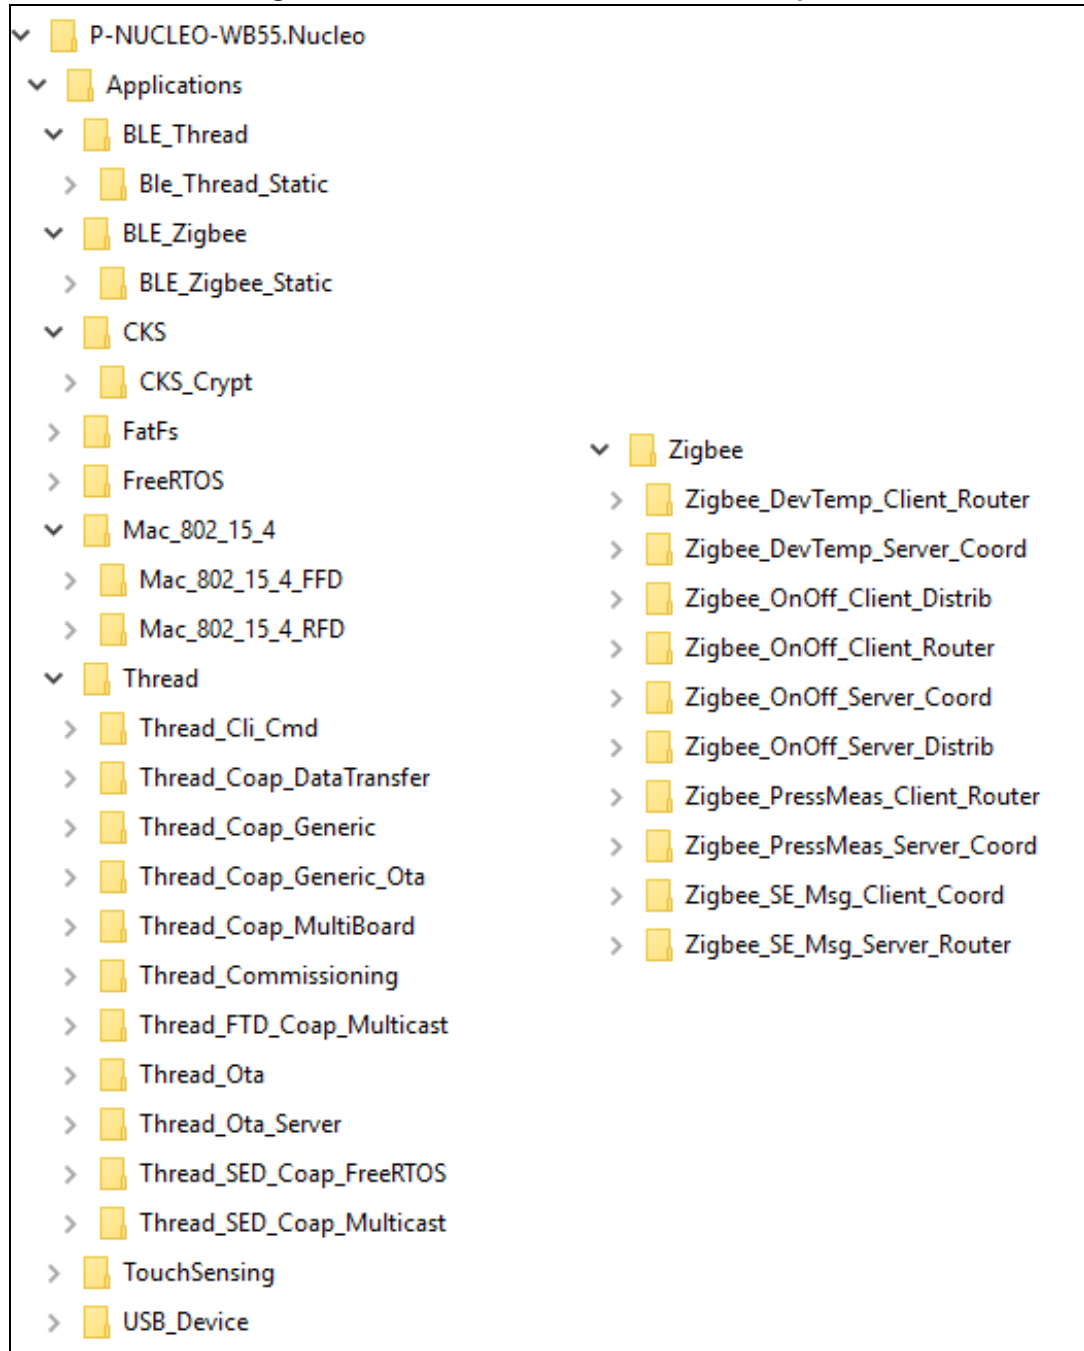 P-NUCLEO-WB55.Nucleo
Applications
BLE_Thread
Ble_Thread_Static
BLE_Zigbee
BLE_Zigbee_Static
CKS
CKS_Crypt
FatFs
FreeRTOS
Mac_802_15_4
Mac_802_15_4_FFD
Mac_802_15_4_RFD
Thread
Thread_Cli_Cmd
Thread_Coap_DataTransfer
Thread_Coap_Generic
Thread_Coap_Generic_Ota
Thread_Coap_MultiBoard
Thread_Commissioning
Thread_FTD_Coap_Multicast
Thread_Ota
Thread_Ota_Server
Thread_SED_Coap_FreeRTOS
Thread_SED_Coap_Multicast
TouchSensing
USB_Device
Zigbee
Zigbee_DevTemp_Client_Router
Zigbee_DevTemp_Server_Coord
Zigbee_OnOff_Client_Distrib
Zigbee_OnOff_Client_Router
Zigbee_OnOff_Server_Coord
Zigbee_OnOff_Server_Distrib
Zigbee_PressMeas_Client_Router
Zigbee_PressMeas_Server_Coord
Zigbee_SE_Msg_Client_Coord
Zigbee_SE_Msg_Server_Router